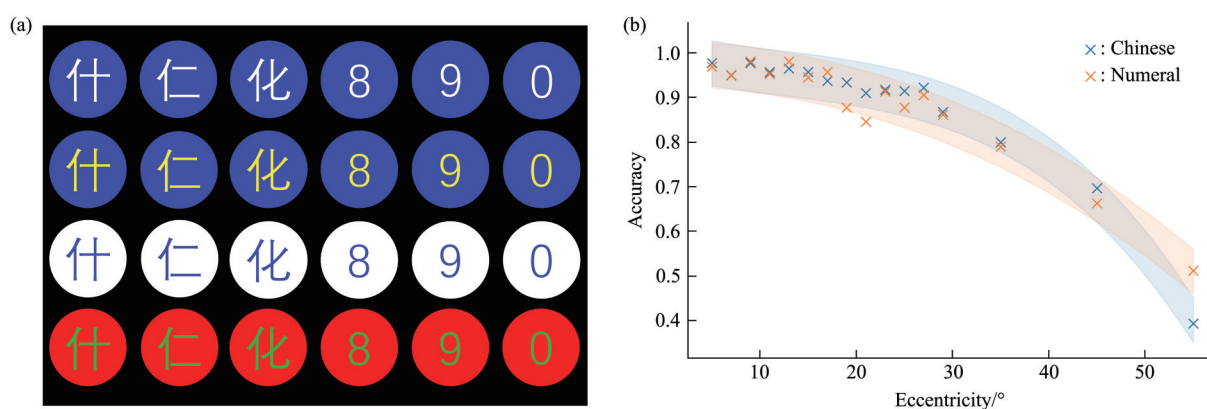 (a)
什 仁 化 8 9 0
什 仁 化 8 9 0
什 仁 化 8 9 0
什 仁 化 8 9 0
(b)
1.0
0.9
0.8
0.7
0.6
0.5
0.4
Accuracy
10 20 30 40 50
Eccentricity/°
×: Chinese
×: Numeral